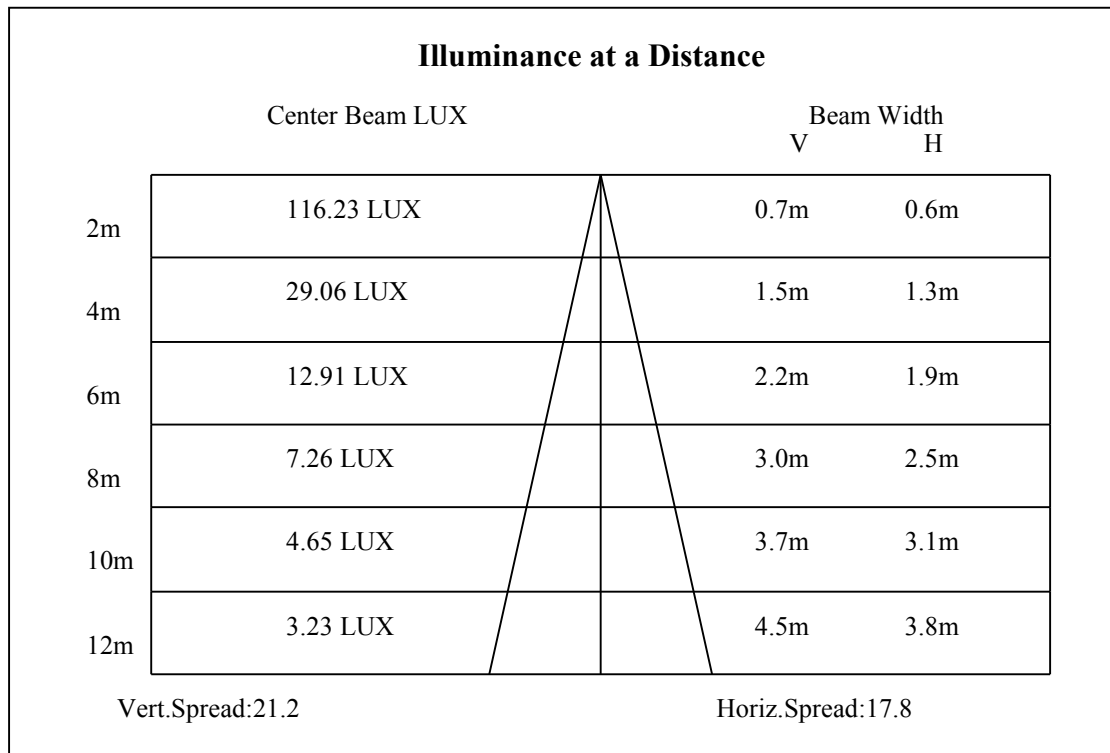 Illuminance at a Distance
Center Beam LUX Beam Width
V H
2m 116.23 LUX 0.7m 0.6m
4m 29.06 LUX 1.5m 1.3m
6m 12.91 LUX 2.2m 1.9m
8m 7.26 LUX 3.0m 2.5m
10m 4.65 LUX 3.7m 3.1m
12m 3.23 LUX 4.5m 3.8m
Vert.Spread:21.2 Horiz.Spread:17.8